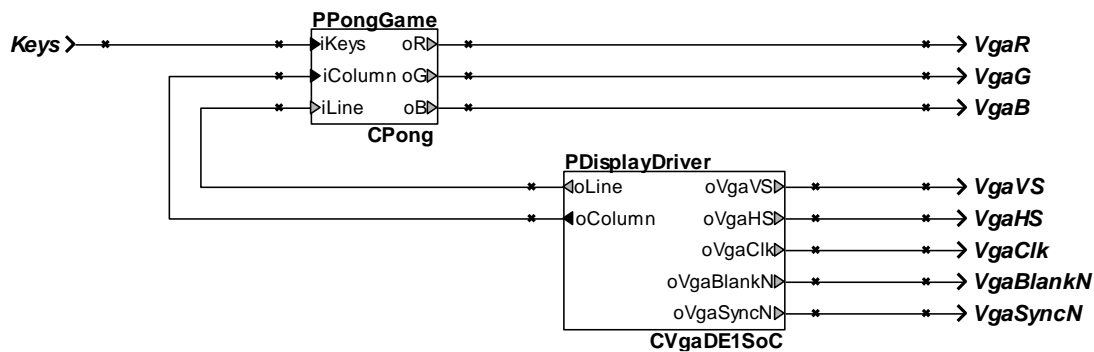 PPongGame
Keys iKeys oR VgaR
iColumn oG VgaG
iLine oB VgaB
CPong
PDisplayDriver
oLine oVgaVS VgaVS
oColumn oVgaHS VgaHS
oVgaClk VgaClk
oVgaBlankN VgaBlankN
oVgaSyncN VgaSyncN
CVgaDE1SoC